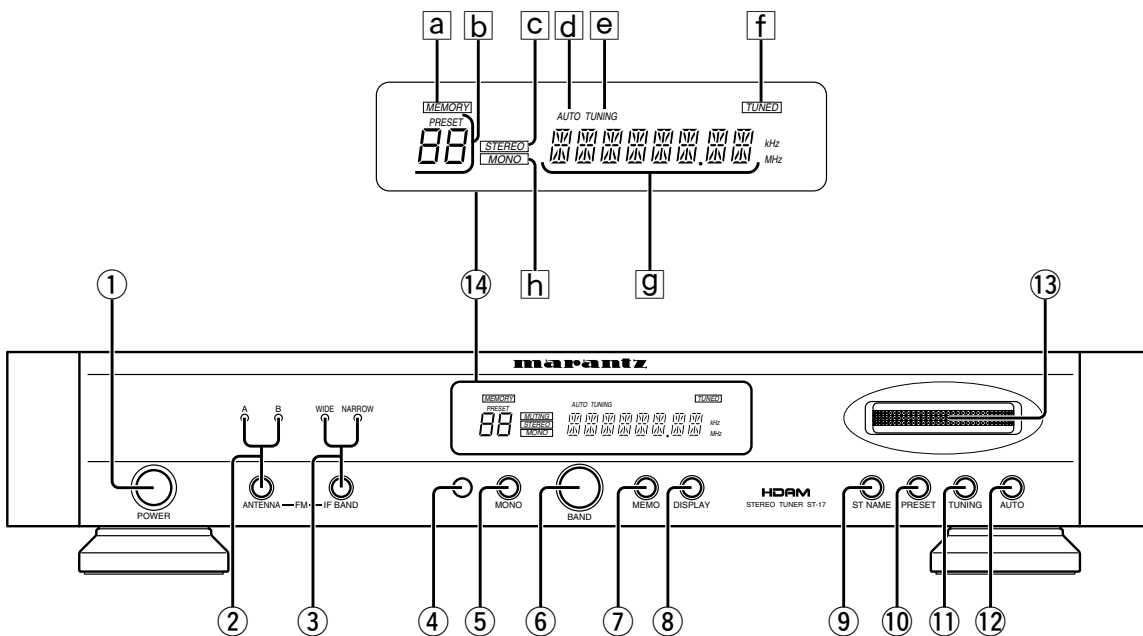 a b c d e f
MEMORY
PRESET
AUTO TUNING
TUNED
STEREO
MONO
kHz
MHz
h g
① ⑭ ⑬
marantz
A B WIDE NARROW
MEMORY
PRESET
MUTING
STEREO
MONO
AUTO TUNING
TUNED
kHz
MHz
POWER
ANTENNA — FM — IF BAND
MONO
BAND
MEMO
DISPLAY
HDAM
STEREO TUNER ST-17
ST NAME
PRESET
TUNING
AUTO
② ③ ④ ⑤ ⑥ ⑦ ⑧ ⑨ ⑩ ⑪ ⑫